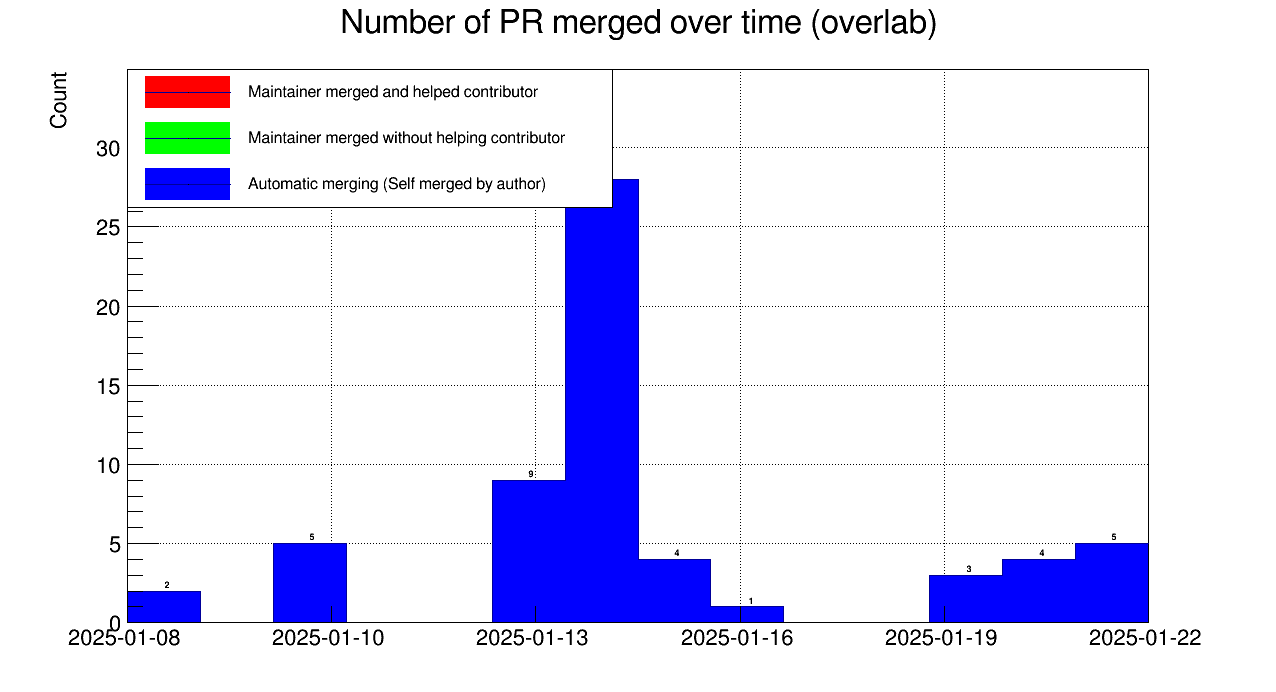 Number of PR merged over time (overlab)
Count
Maintainer merged and helped contributor
Maintainer merged without helping contributor
Automatic merging (Self merged by author)
30
25
20
15
10
5
0
9
5
4
2
1
3
4
5
2025-01-08 2025-01-10 2025-01-13 2025-01-16 2025-01-19 2025-01-22